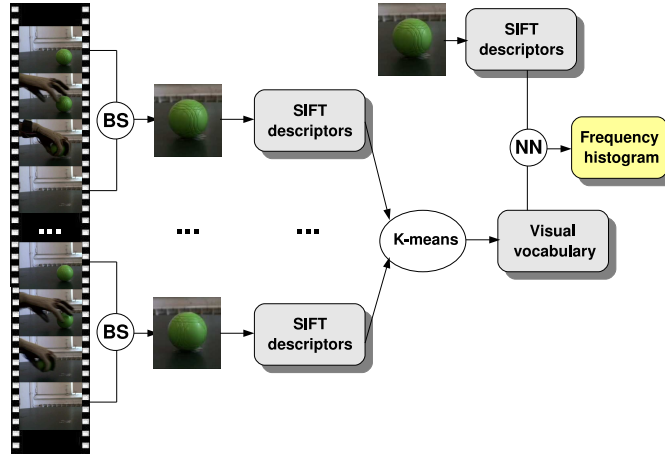 SIFT
descriptors
BS
SIFT
descriptors
NN
Frequency
histogram
...
...
...
K-means
Visual
vocabulary
BS
SIFT
descriptors